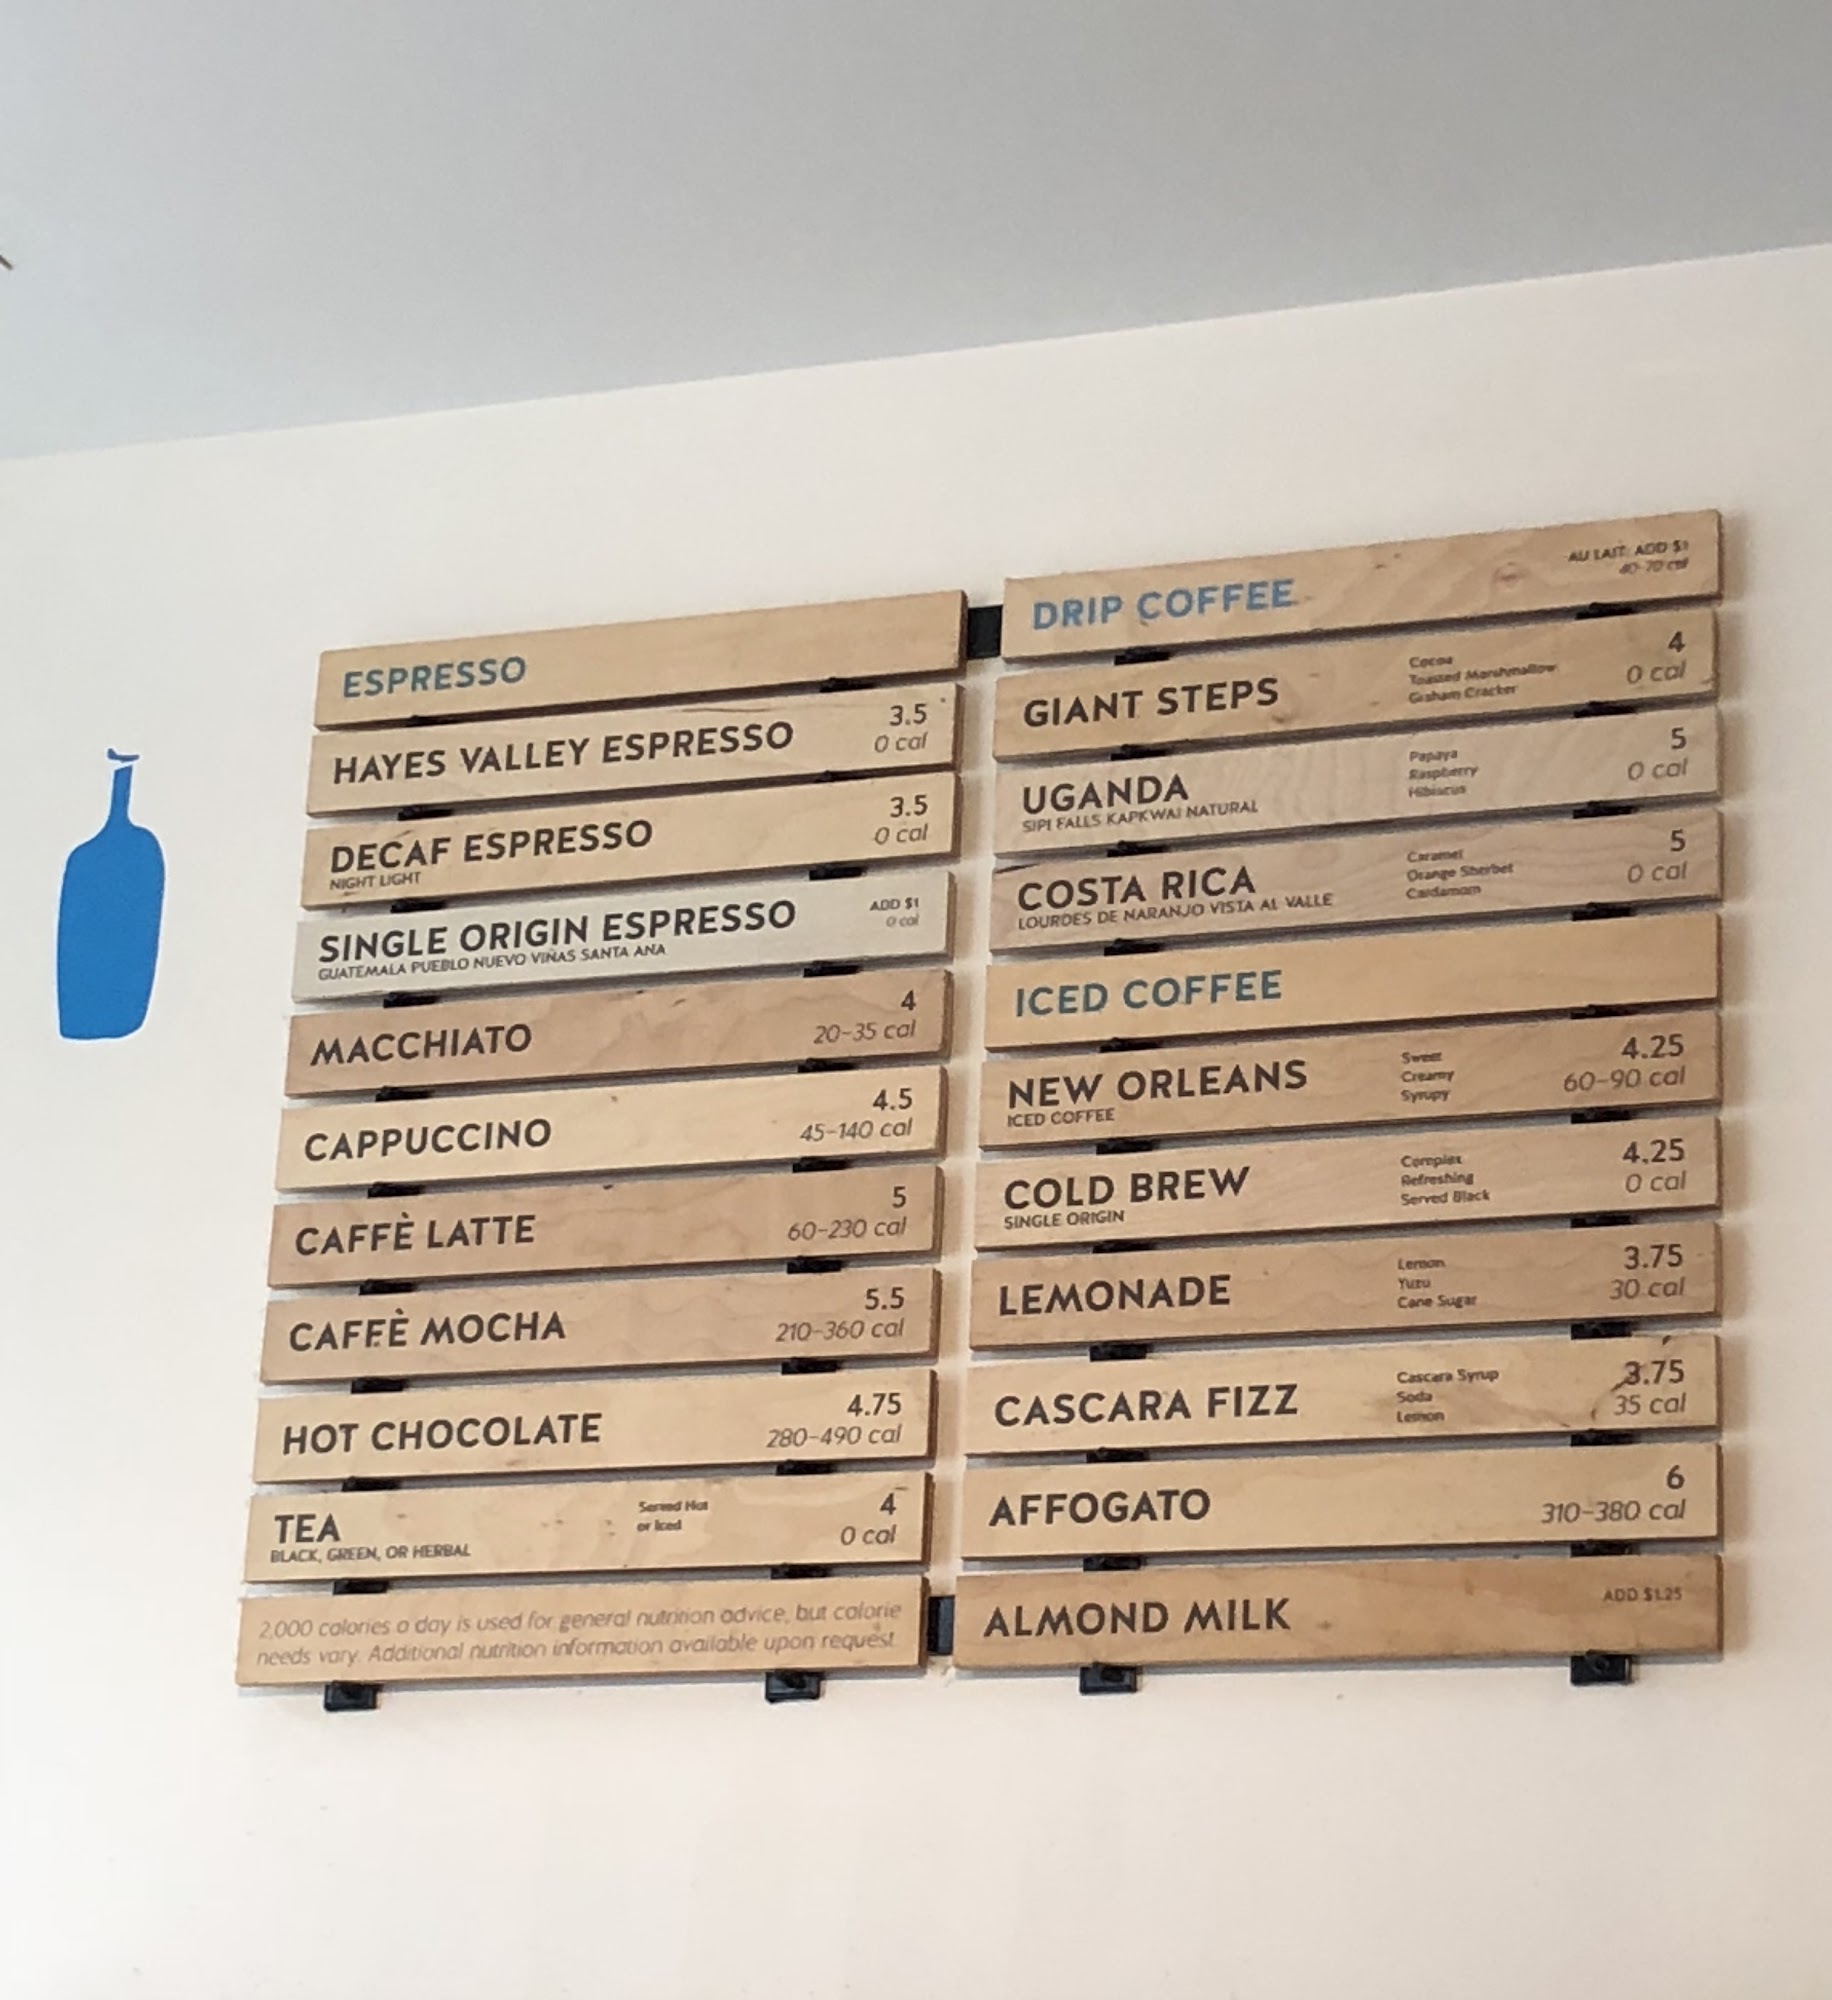 ESPRESSO
HAYES VALLEY ESPRESSO
3.5
0 cal
DECAF ESPRESSO
NIGHT LIGHT
3.5
0 cal
SINGLE ORIGIN ESPRESSO
GUATEMALA PUEBLO NUEVO VIÑAS SANTA ANA
ADD $1
0 cal
MACCHIATO
4
20-35 cal
CAPPUCCINO
4.5
45-140 cal
CAFFÈ LATTE
5
60-230 cal
CAFFÈ MOCHA
5.5
210-360 cal
HOT CHOCOLATE
4.75
280-490 cal
TEA
BLACK, GREEN, OR HERBAL
Served Hot
or Iced
4
0 cal
2,000 calories a day is used for general nutrition advice, but calorie
needs vary. Additional nutrition information available upon request.
DRIP COFFEE
AU LAIT: ADD $1
40-70 cal
GIANT STEPS
Cocoa
Toasted Marshmallow
Graham Cracker
4
0 cal
UGANDA
SIPI FALLS KAPKWAI NATURAL
Papaya
Raspberry
Hibiscus
5
0 cal
COSTA RICA
LOURDES DE NARANJO VISTA AL VALLE
Caramel
Orange Sherbet
Cardamom
5
0 cal
ICED COFFEE
NEW ORLEANS
ICED COFFEE
Sweet
Creamy
Syrupy
4.25
60-90 cal
COLD BREW
SINGLE ORIGIN
Complex
Refreshing
Served Black
4.25
0 cal
LEMONADE
Lemon
Yuzu
Cane Sugar
3.75
30 cal
CASCARA FIZZ
Cascara Syrup
Soda
Lemon
3.75
35 cal
AFFOGATO
6
310-380 cal
ALMOND MILK
ADD $1.25